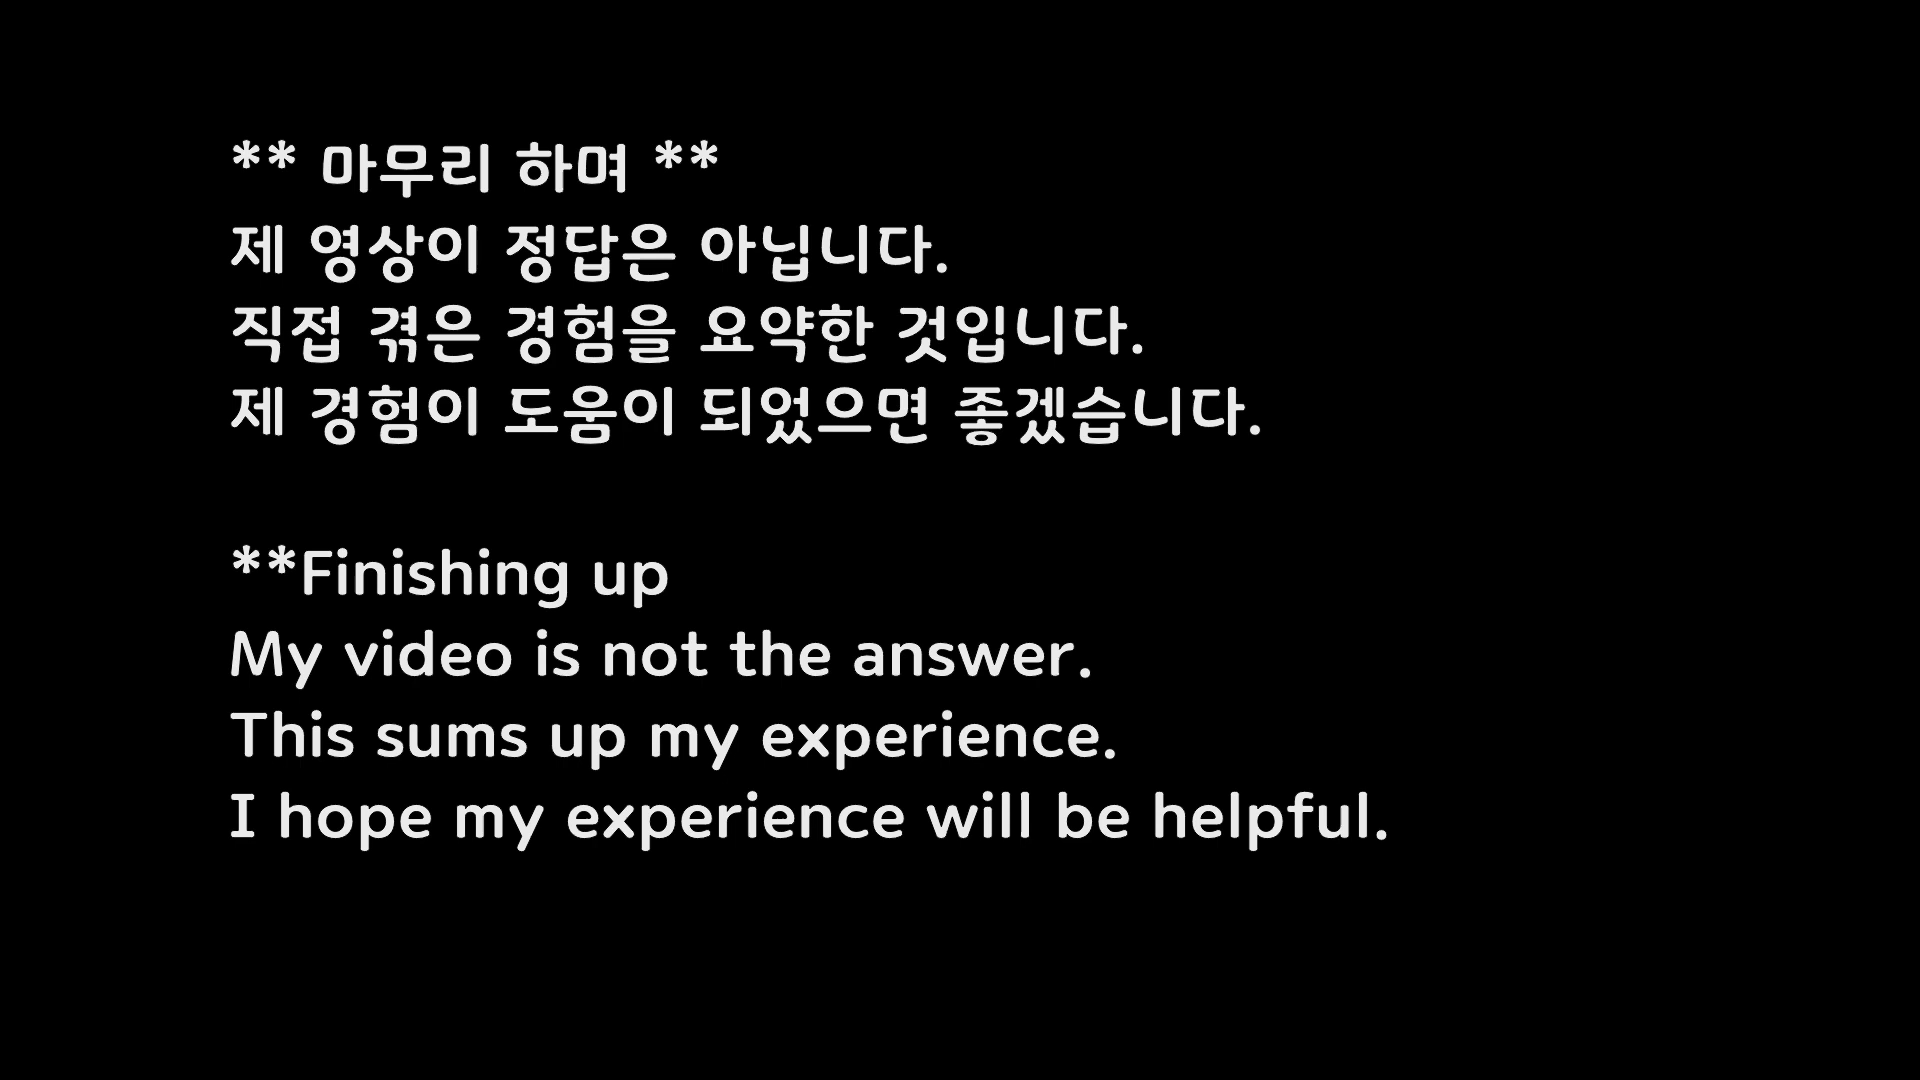 ** 마무리 하며 **
제 영상이 정답은 아닙니다.
직접 겪은 경험을 요약한 것입니다.
제 경험이 도움이 되었으면 좋겠습니다.
**Finishing up
My video is not the answer.
This sums up my experience.
I hope my experience will be helpful.